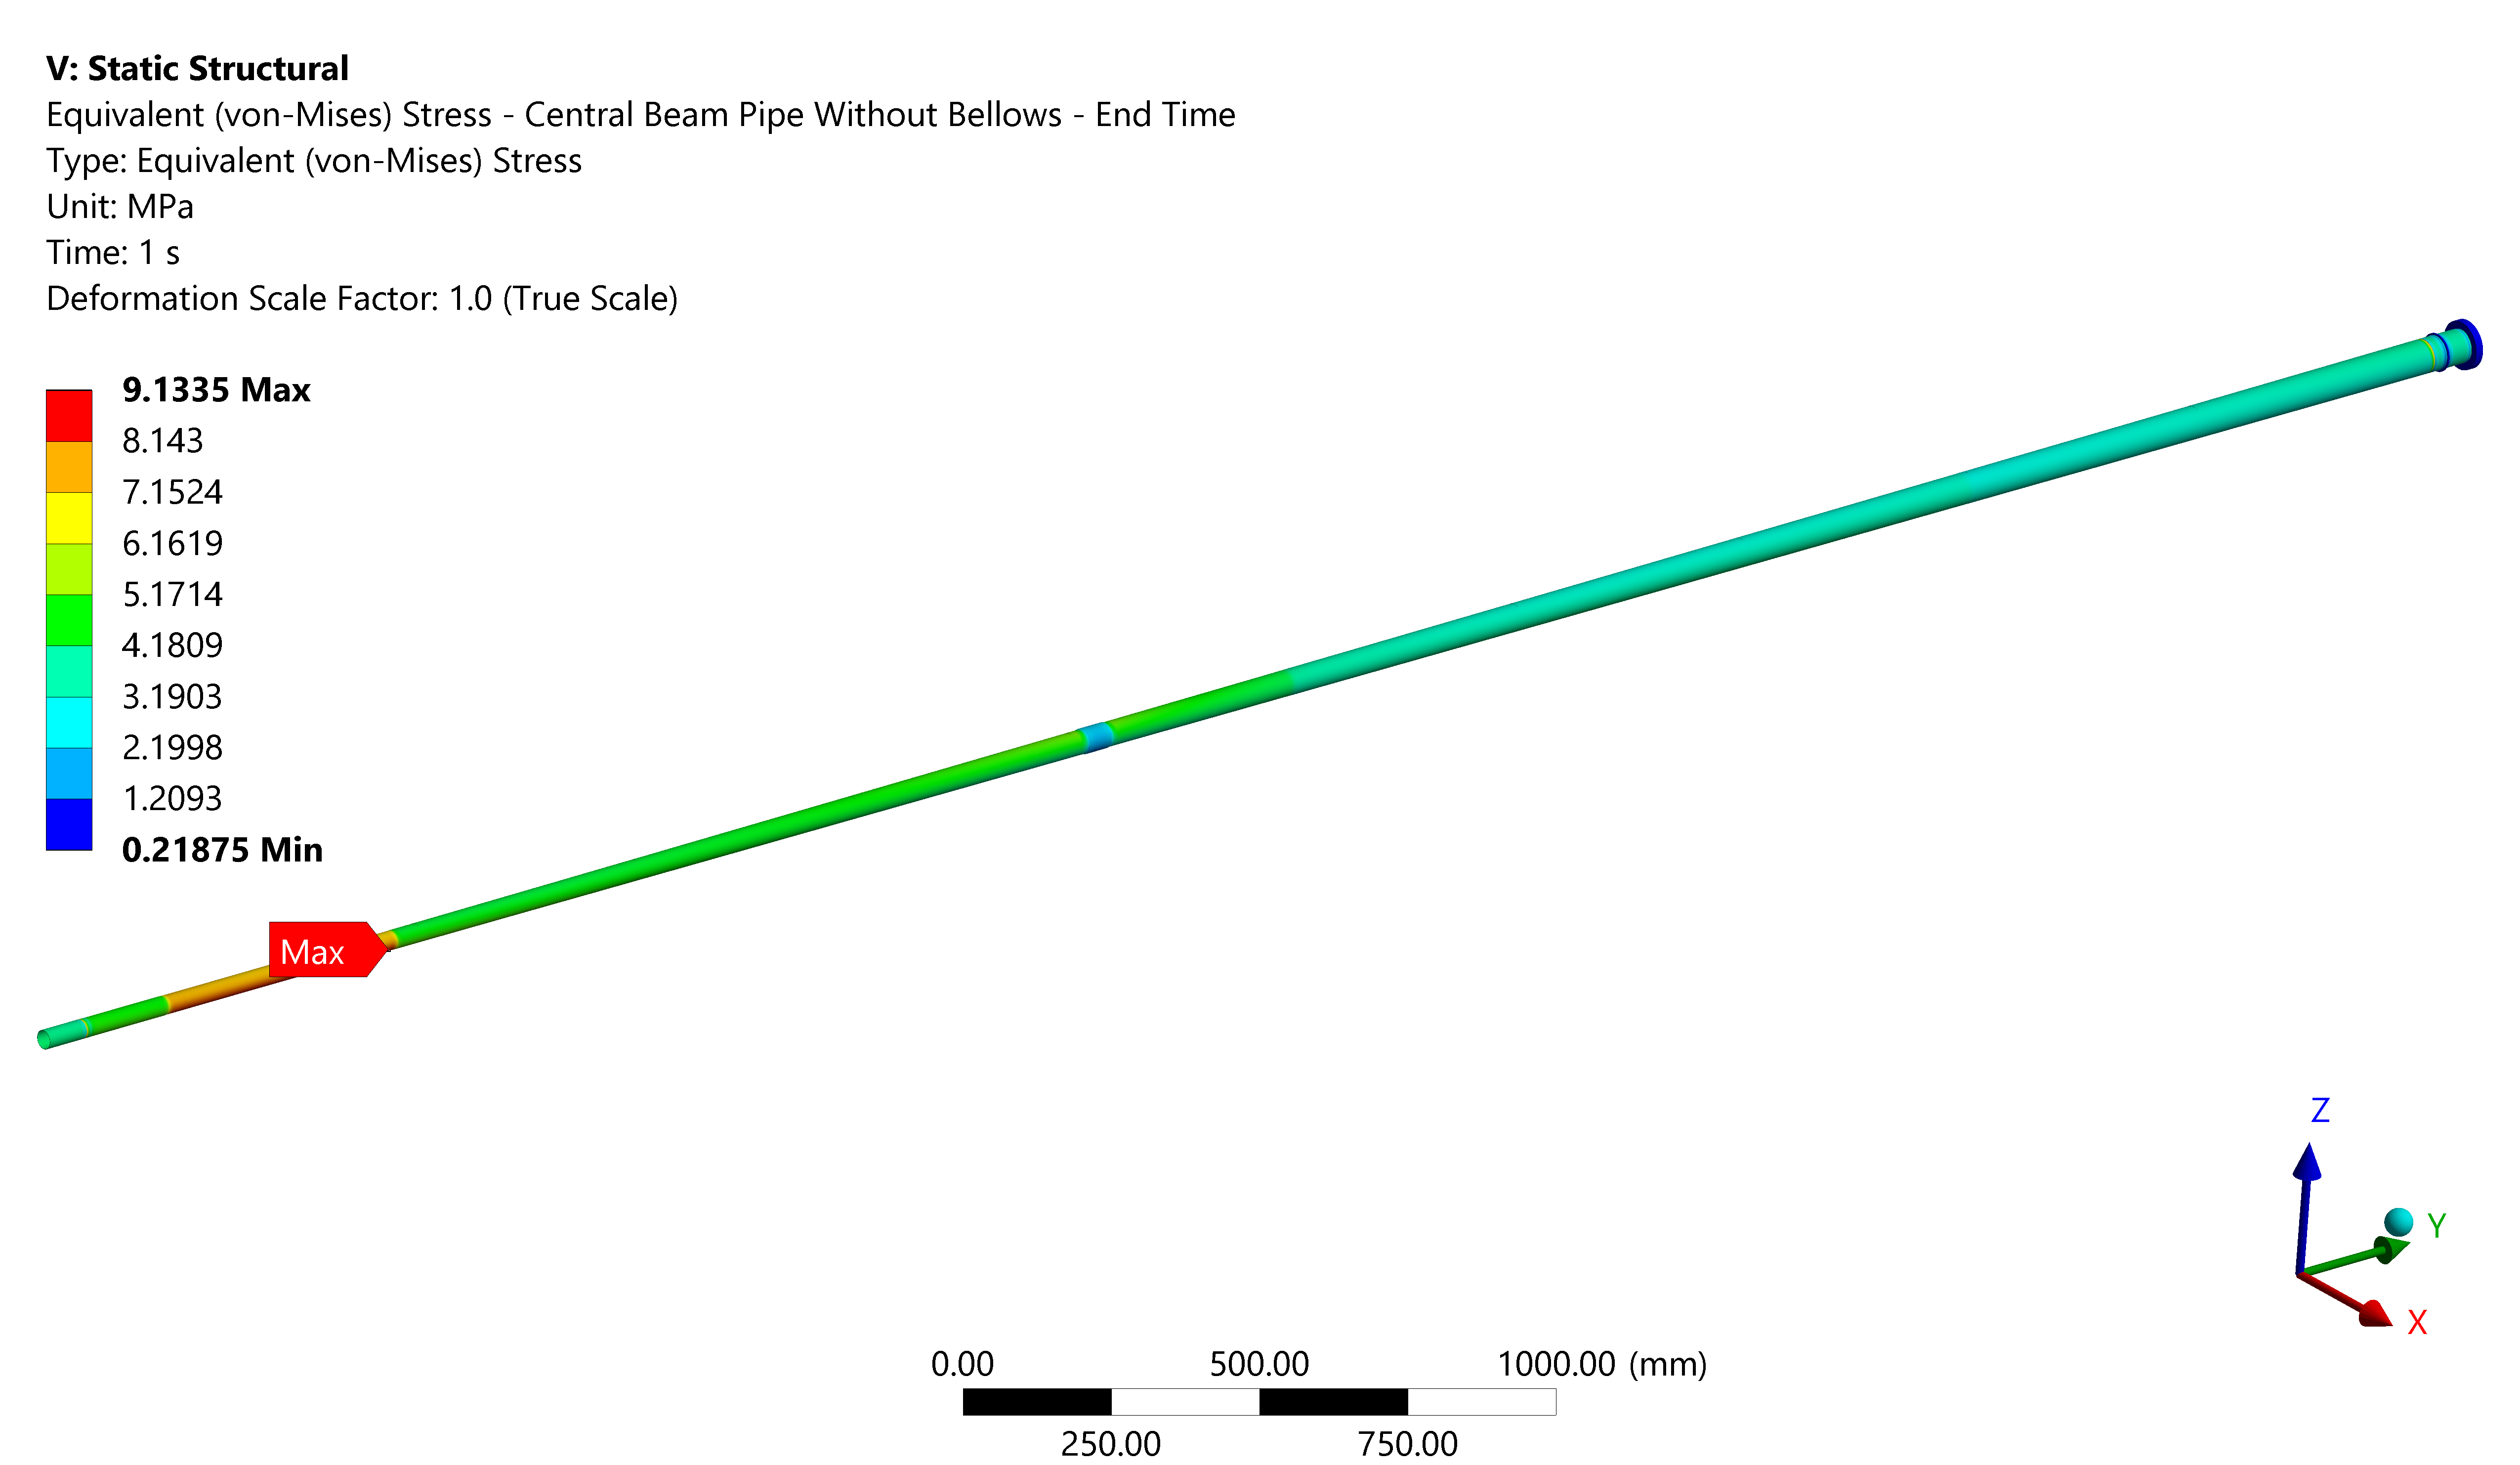 V: Static Structural
Equivalent (von-Mises) Stress - Central Beam Pipe Without Bellows - End Time
Type: Equivalent (von-Mises) Stress
Unit: MPa
Time: 1 s
Deformation Scale Factor: 1.0 (True Scale)
9.1335 Max
8.143
7.1524
6.1619
5.1714
4.1809
3.1903
2.1998
1.2093
0.21875 Min
Max
Z
Y
X
0.00 500.00 1000.00 (mm)
250.00 750.00